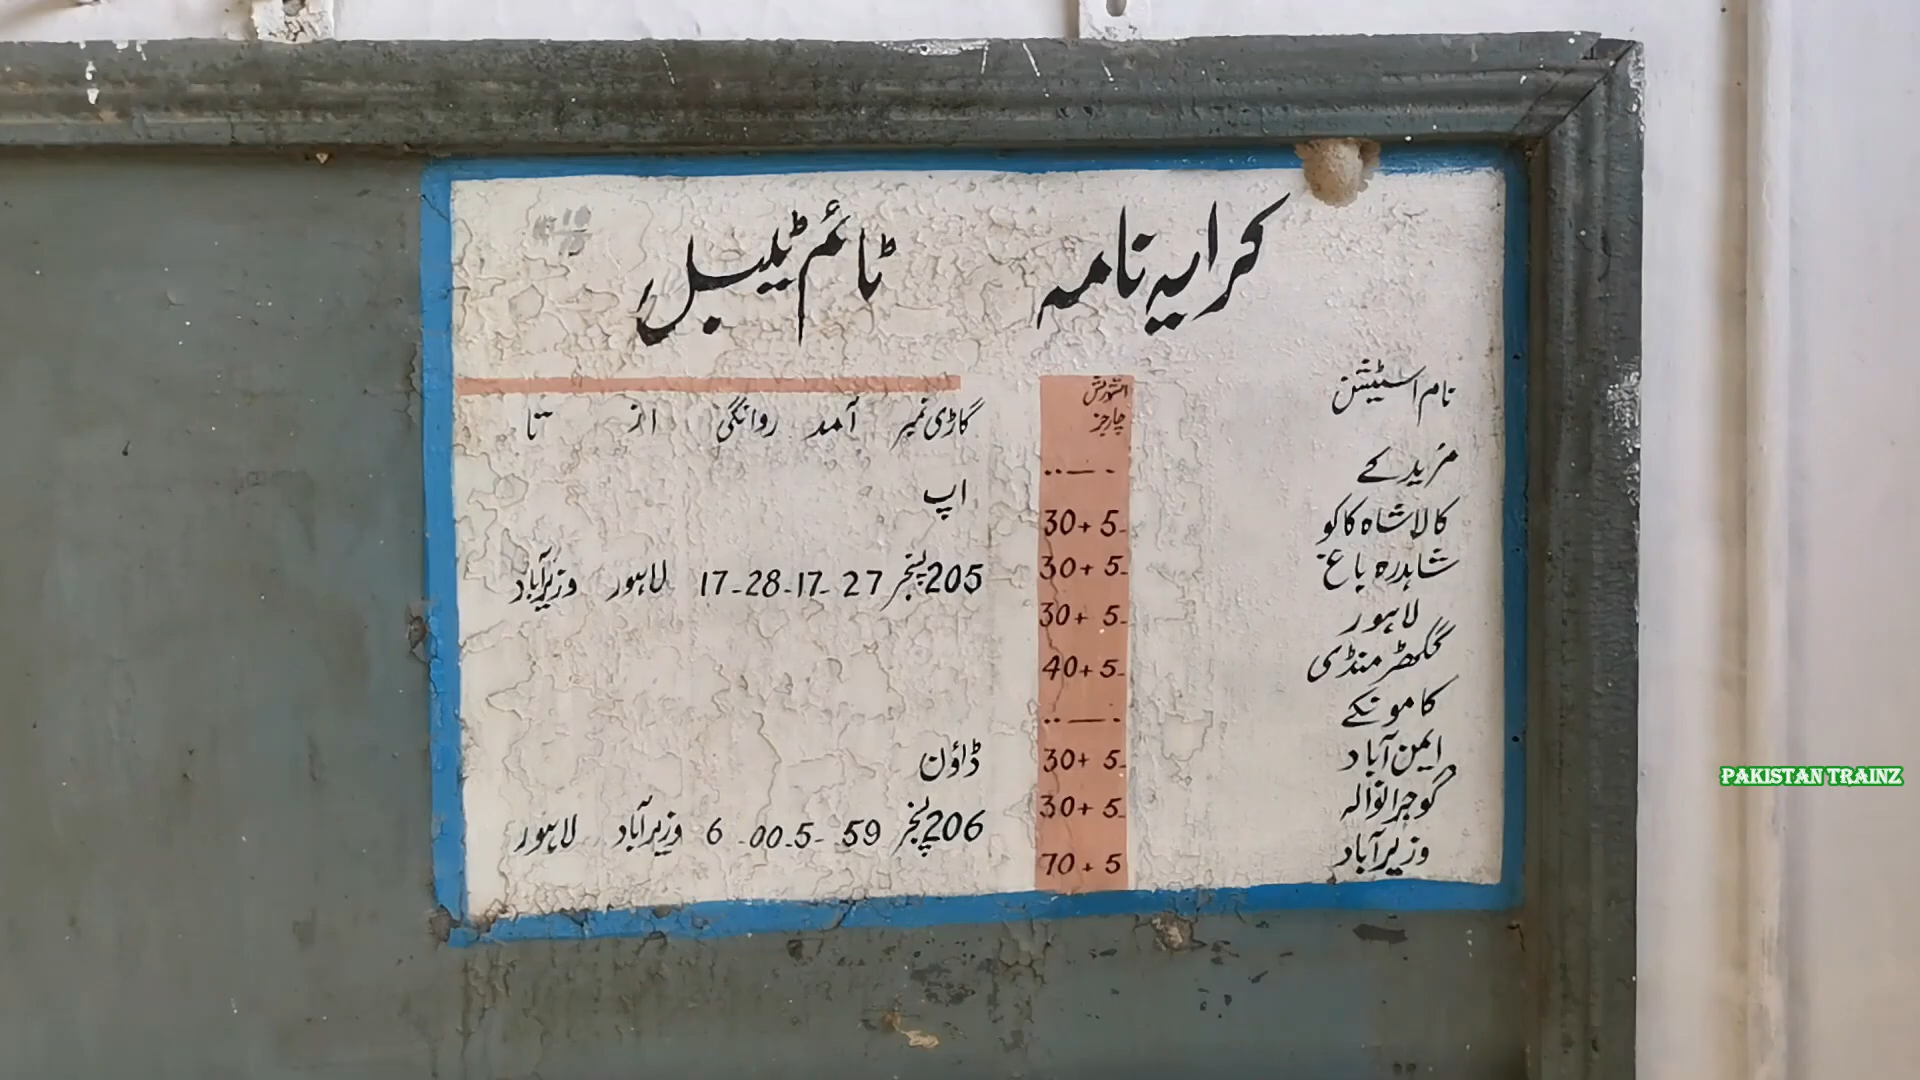 کرایہ نامہ ٹائم ٹیبل
نام اسٹیشن انشورنش چارجز
مریدکے ..—.
کالا شاہ کاکو 30+ 5-
شاہدرہ باغ 30+ 5-
لاہور 30+ 5-
گکھڑ منڈی 40+ 5-
کامونکے ..—.
ایمن آباد 30+ 5-
گوجرانوالہ 30+ 5-
وزیرآباد 70 + 5
گاڑی نمبر آمد روانگی از تا
اپ
205 پسنجر 17-27 17-28 لاہور وزیرآباد
ڈاؤن
206 پسنجر 5-59 6-00 وزیرآباد لاہور
PAKISTAN TRAINZ